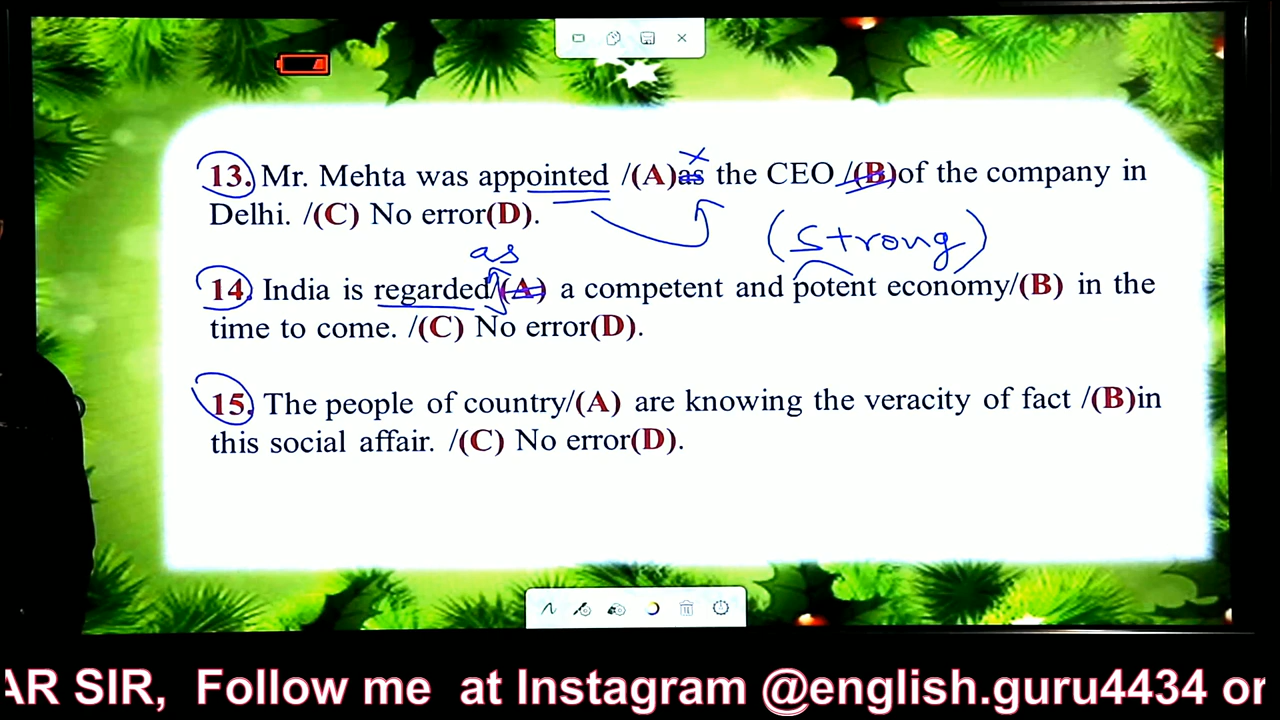 13. Mr. Mehta was appointed /(A)as the CEO /(B)of the company in
Delhi. /(C) No error(D).
(Strong)
as
14. India is regarded/(A) a competent and potent economy/(B) in the
time to come. /(C) No error(D).
15. The people of country/(A) are knowing the veracity of fact /(B)in
this social affair. /(C) No error(D).
AR SIR, Follow me at Instagram @english.guru4434 or